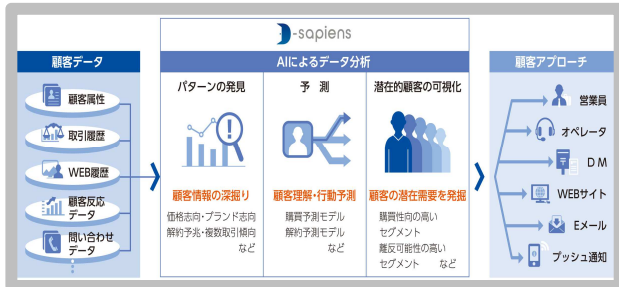 D-sapiens
顧客データ
顧客属性
取引履歴
WEB履歴
顧客反応
データ
問い合わせ
データ
AIによるデータ分析
パターンの発見
顧客情報の深掘り
価格志向・ブランド志向
解約予兆・複数取引傾向
など
予 測
顧客理解・行動予測
購買予測モデル
解約予測モデル
など
潜在的顧客の可視化
顧客の潜在需要を発掘
購買性向の高い
セグメント
離反可能性の高い
セグメント など
顧客アプローチ
営業員
オペレータ
DM
WEBサイト
Eメール
プッシュ通知